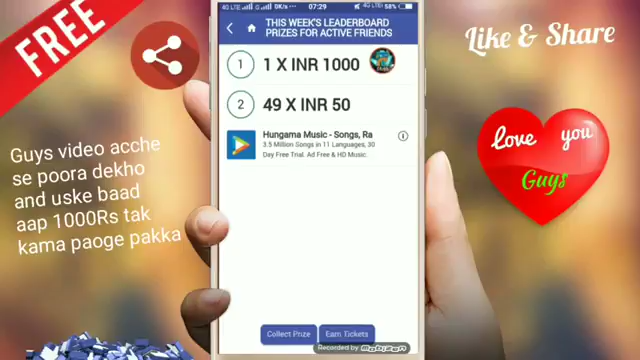 FREE
Guys video acche
se poora dekho
and uske baad
aap 1000Rs tak
kama paoge pakka
07:29
58%
THIS WEEK'S LEADERBOARD
PRIZES FOR ACTIVE FRIENDS
1 1 X INR 1000
2 49 X INR 50
Hungama Music - Songs, Ra
3.5 Million Songs in 11 Languages, 30
Day Free Trial. Ad Free & HD Music.
Collect Prize Earn Tickets
Recorded by
Like & Share
love you
Guys